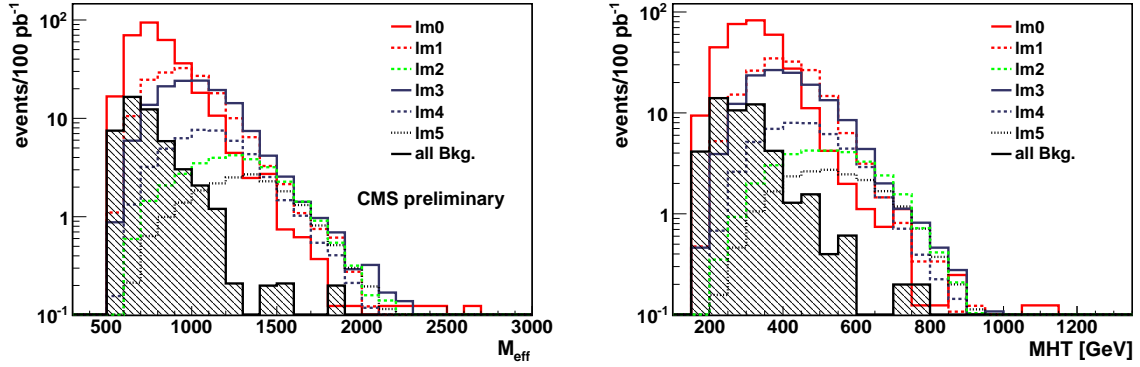 events/100 pb⁻¹
10²
10
1
10⁻¹
lm0
lm1
lm2
lm3
lm4
lm5
all Bkg.
CMS preliminary
500 1000 1500 2000 2500 3000
M_eff
events/100 pb⁻¹
10²
10
1
10⁻¹
lm0
lm1
lm2
lm3
lm4
lm5
all Bkg.
200 400 600 800 1000 1200
MHT [GeV]